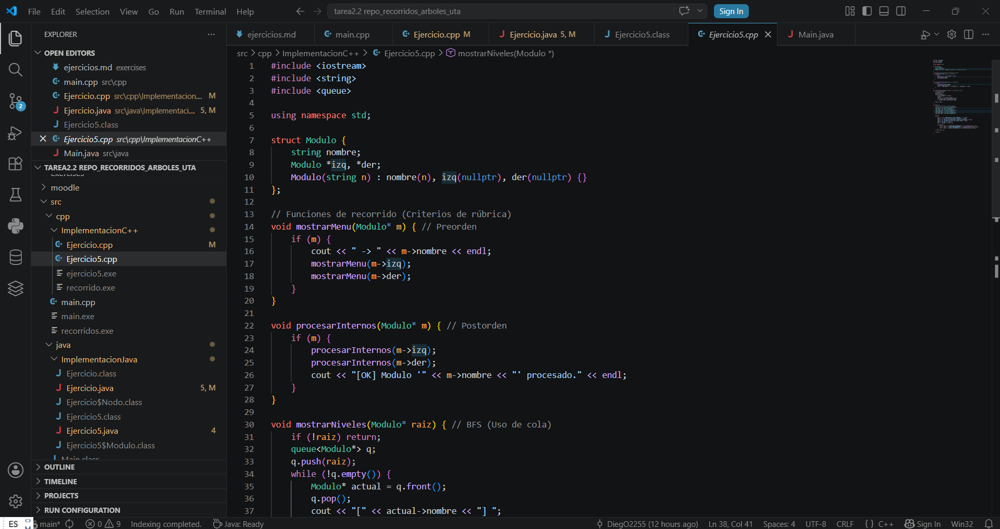 File Edit Selection View Go Run Terminal Help
tarea2.2 repo_recorridos_arboles_uta
Sign In
EXPLORER
OPEN EDITORS
ejercicios.md exercises
main.cpp src\cpp
Ejercicio.cpp src\cpp\Implementacion... M
Ejercicio.java src\java\Implementaci... 5, M
Ejercicio5.class
Ejercicio5.cpp src\cpp\ImplementacionC++
Main.java src\java
TAREA2.2 REPO_RECORRIDOS_ARBOLES_UTA
exercises
moodle
src
cpp
ImplementacionC++
Ejercicio.cpp M
Ejercicio5.cpp
ejercicio5.exe
recorrido.exe
main.cpp
main.exe
recorridos.exe
java
ImplementacionJava
Ejercicio.class
Ejercicio.java 5, M
Ejercicio$Nodo.class
Ejercicio5.class
Ejercicio5.java 4
Ejercicio5$Modulo.class
Main.class
OUTLINE
TIMELINE
PROJECTS
RUN CONFIGURATION
2
ejercicios.md main.cpp Ejercicio.cpp M Ejercicio.java 5, M Ejercicio5.class Ejercicio5.cpp Main.java
src > cpp > ImplementacionC++ > Ejercicio5.cpp > mostrarNiveles(Modulo *)
1 #include <iostream>
2 #include <string>
3 #include <queue>
4
5 using namespace std;
6
7 struct Modulo {
8 string nombre;
9 Modulo *izq, *der;
10 Modulo(string n) : nombre(n), izq(nullptr), der(nullptr) {}
11 };
12
13 // Funciones de recorrido (Criterios de rúbrica)
14 void mostrarMenu(Modulo* m) { // Preorden
15 if (m) {
16 cout << " -> " << m->nombre << endl;
17 mostrarMenu(m->izq);
18 mostrarMenu(m->der);
19 }
20 }
21
22 void procesarInternos(Modulo* m) { // Postorden
23 if (m) {
24 procesarInternos(m->izq);
25 procesarInternos(m->der);
26 cout << "[OK] Modulo '" << m->nombre << "' procesado." << endl;
27 }
28 }
29
30 void mostrarNiveles(Modulo* raiz) { // BFS (Uso de cola)
31 if (!raiz) return;
32 queue<Modulo*> q;
33 q.push(raiz);
34 while (!q.empty()) {
35 Modulo* actual = q.front();
36 q.pop();
37 cout << "[" << actual->nombre << "] ";
ES main* 0 9 Indexing completed. Java: Ready DiegO2255 (12 hours ago) Ln 38, Col 41 Spaces: 4 UTF-8 CRLF { } C++ Sign In Win32